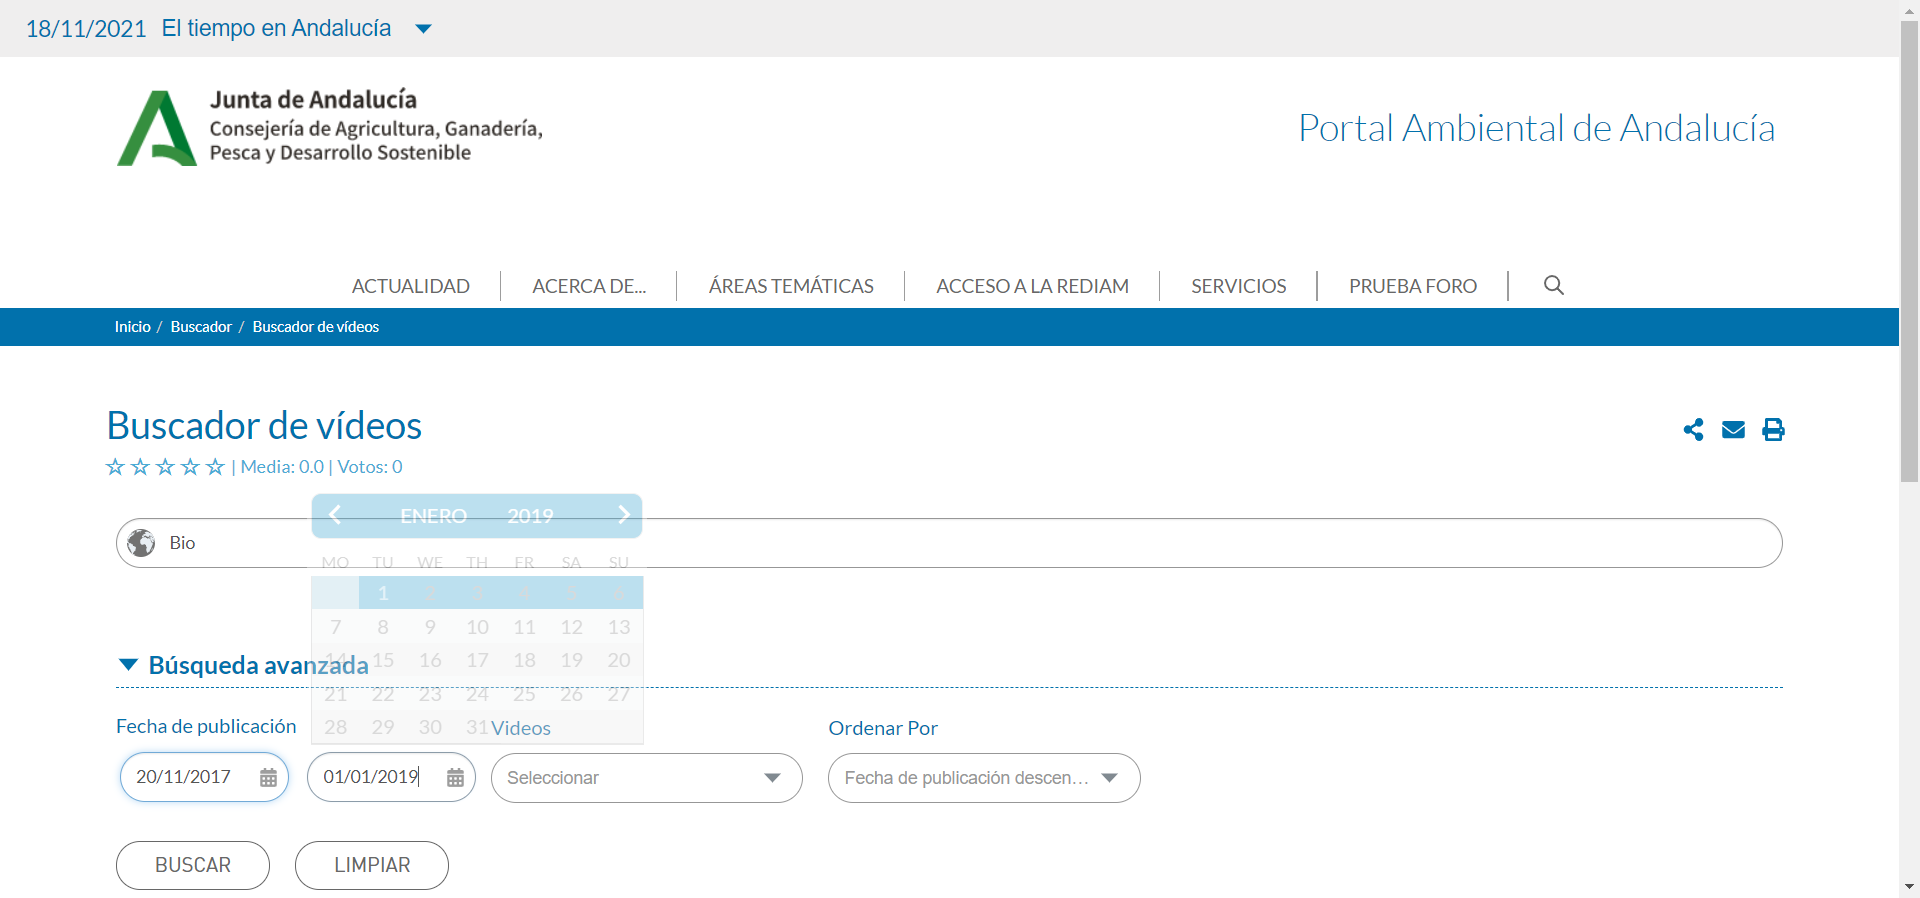 18/11/2021 El tiempo en Andalucía
Junta de Andalucía
Consejería de Agricultura, Ganadería,
Pesca y Desarrollo Sostenible
Portal Ambiental de Andalucía
ACTUALIDAD ACERCA DE... ÁREAS TEMÁTICAS ACCESO A LA REDIAM SERVICIOS PRUEBA FORO
Inicio / Buscador / Buscador de vídeos
Buscador de vídeos
| Media: 0.0 | Votos: 0
ENERO 2019
Bio
MO TU WE TH FR SA SU
1 2 3 4 5 6
7 8 9 10 11 12 13
14 15 16 17 18 19 20
Búsqueda avanzada
21 22 23 24 25 26 27
28 29 30 31
Fecha de publicación Videos Ordenar Por
20/11/2017 01/01/2019 Seleccionar Fecha de publicación descen...
BUSCAR LIMPIAR